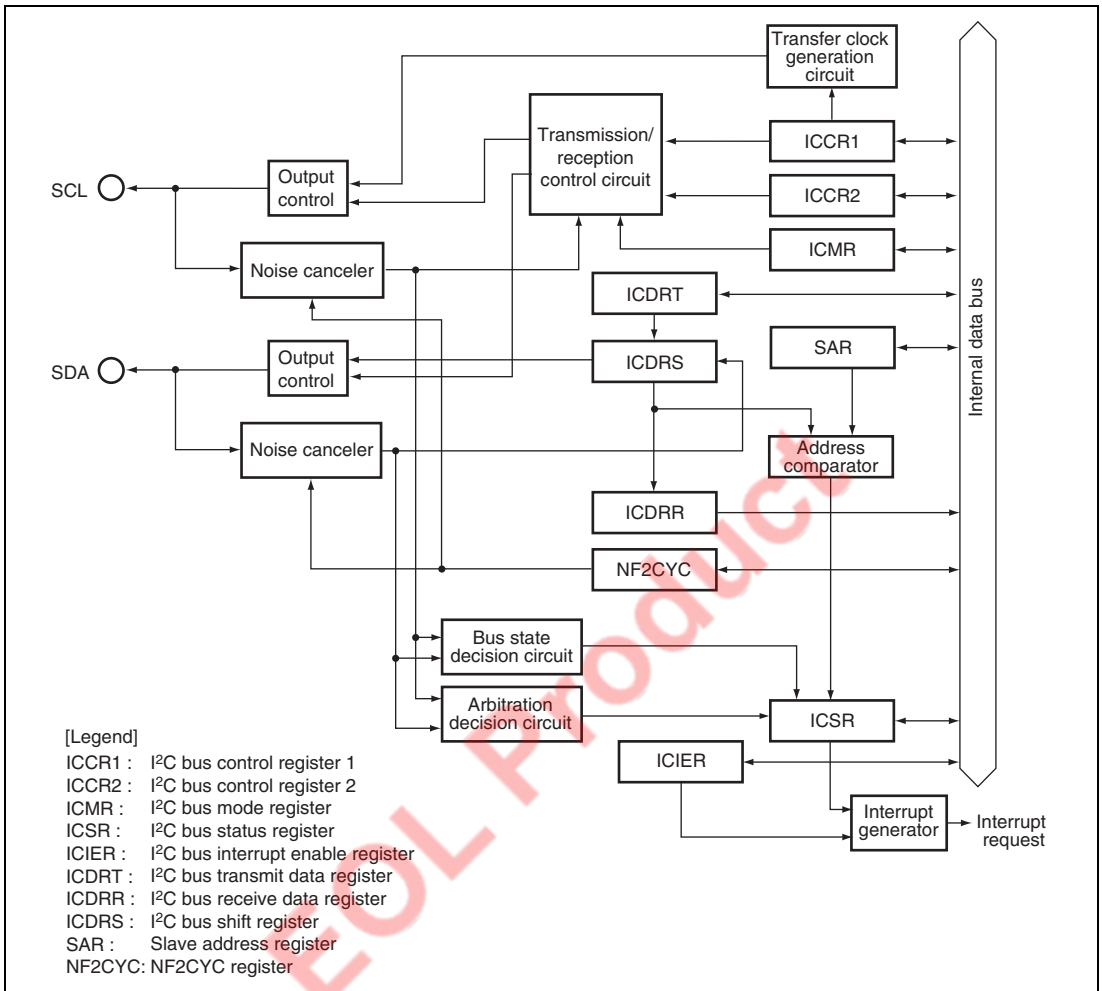 Transfer clock
generation
circuit
Transmission/
reception
control circuit
ICCR1
SCL
Output
control
ICCR2
ICMR
Noise canceler
ICDRT
Internal data bus
SDA
Output
control
ICDRS
SAR
Noise canceler
Address
comparator
ICDRR
NF2CYC
Bus state
decision circuit
Arbitration
decision circuit
ICSR
ICIER
Interrupt
generator
Interrupt
request
[Legend]
ICCR1 : I2C bus control register 1
ICCR2 : I2C bus control register 2
ICMR : I2C bus mode register
ICSR : I2C bus status register
ICIER : I2C bus interrupt enable register
ICDRT : I2C bus transmit data register
ICDRR : I2C bus receive data register
ICDRS : I2C bus shift register
SAR : Slave address register
NF2CYC: NF2CYC register
EOL Product